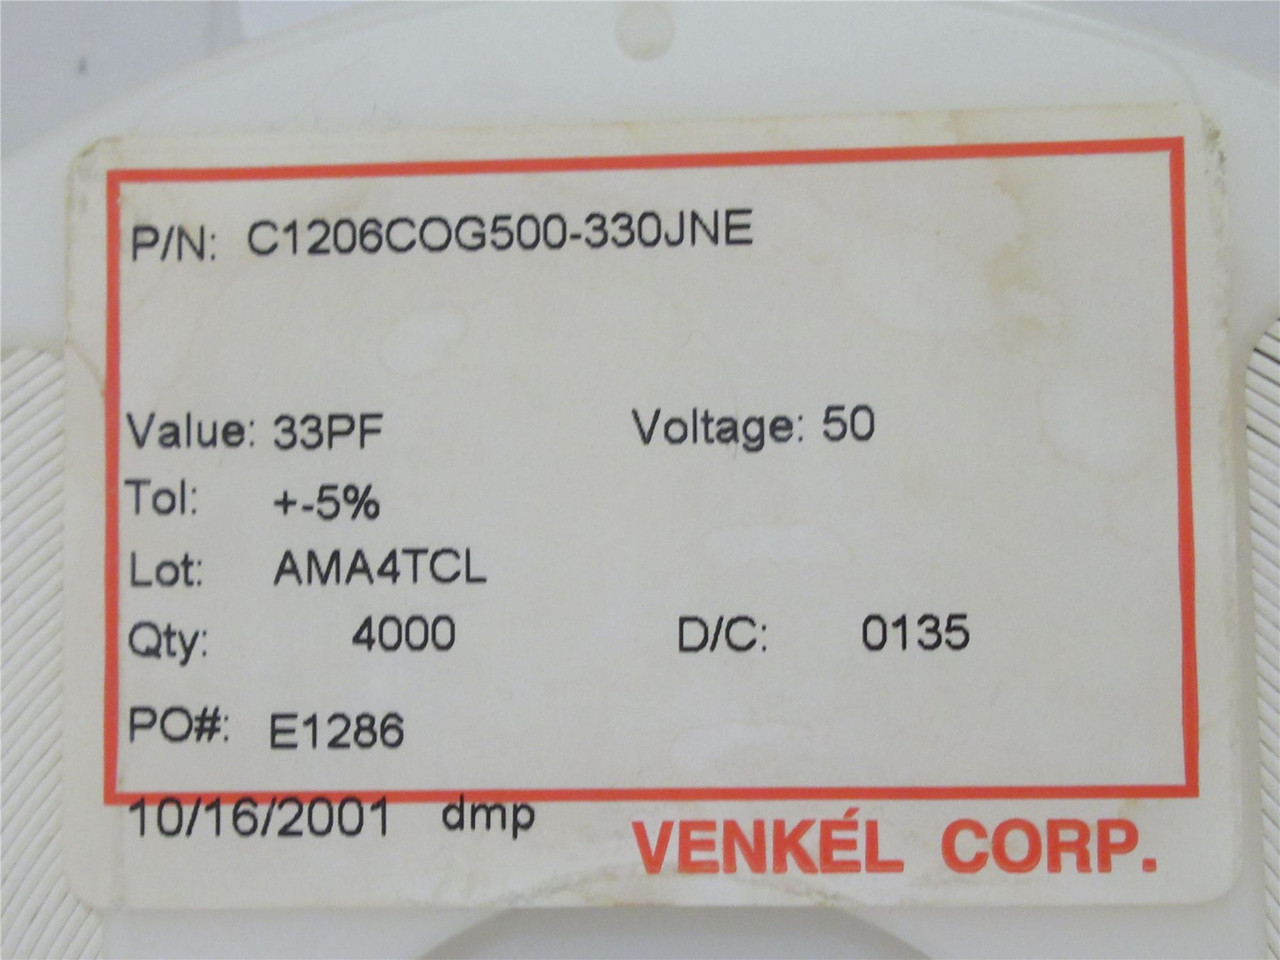 P/N: C1206COG500-330JNE
Value: 33PF Voltage: 50
Tol: +-5%
Lot: AMA4TCL
Qty: 4000 D/C: 0135
PO#: E1286
10/16/2001 dmp
VENKÉL CORP.